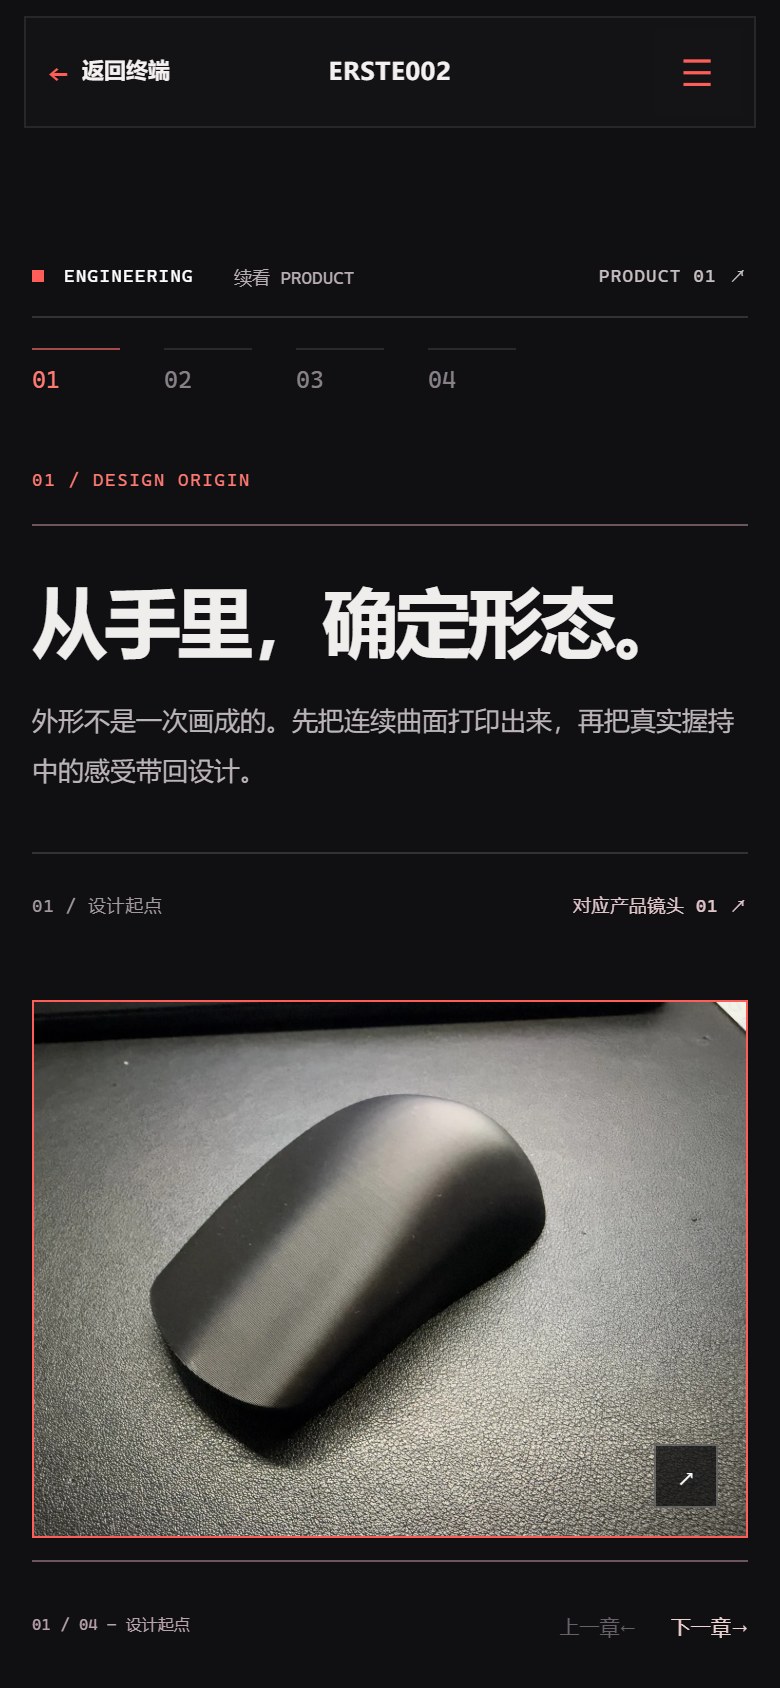 ← 返回终端 ERSTE002 ☰
ENGINEERING 续看 PRODUCT PRODUCT 01 ↗
01 02 03 04
01 / DESIGN ORIGIN
从手里，确定形态。
外形不是一次画成的。先把连续曲面打印出来，再把真实握持
中的感受带回设计。
01 / 设计起点 对应产品镜头 01 ↗
↗
01 / 04 — 设计起点 上一章← 下一章→